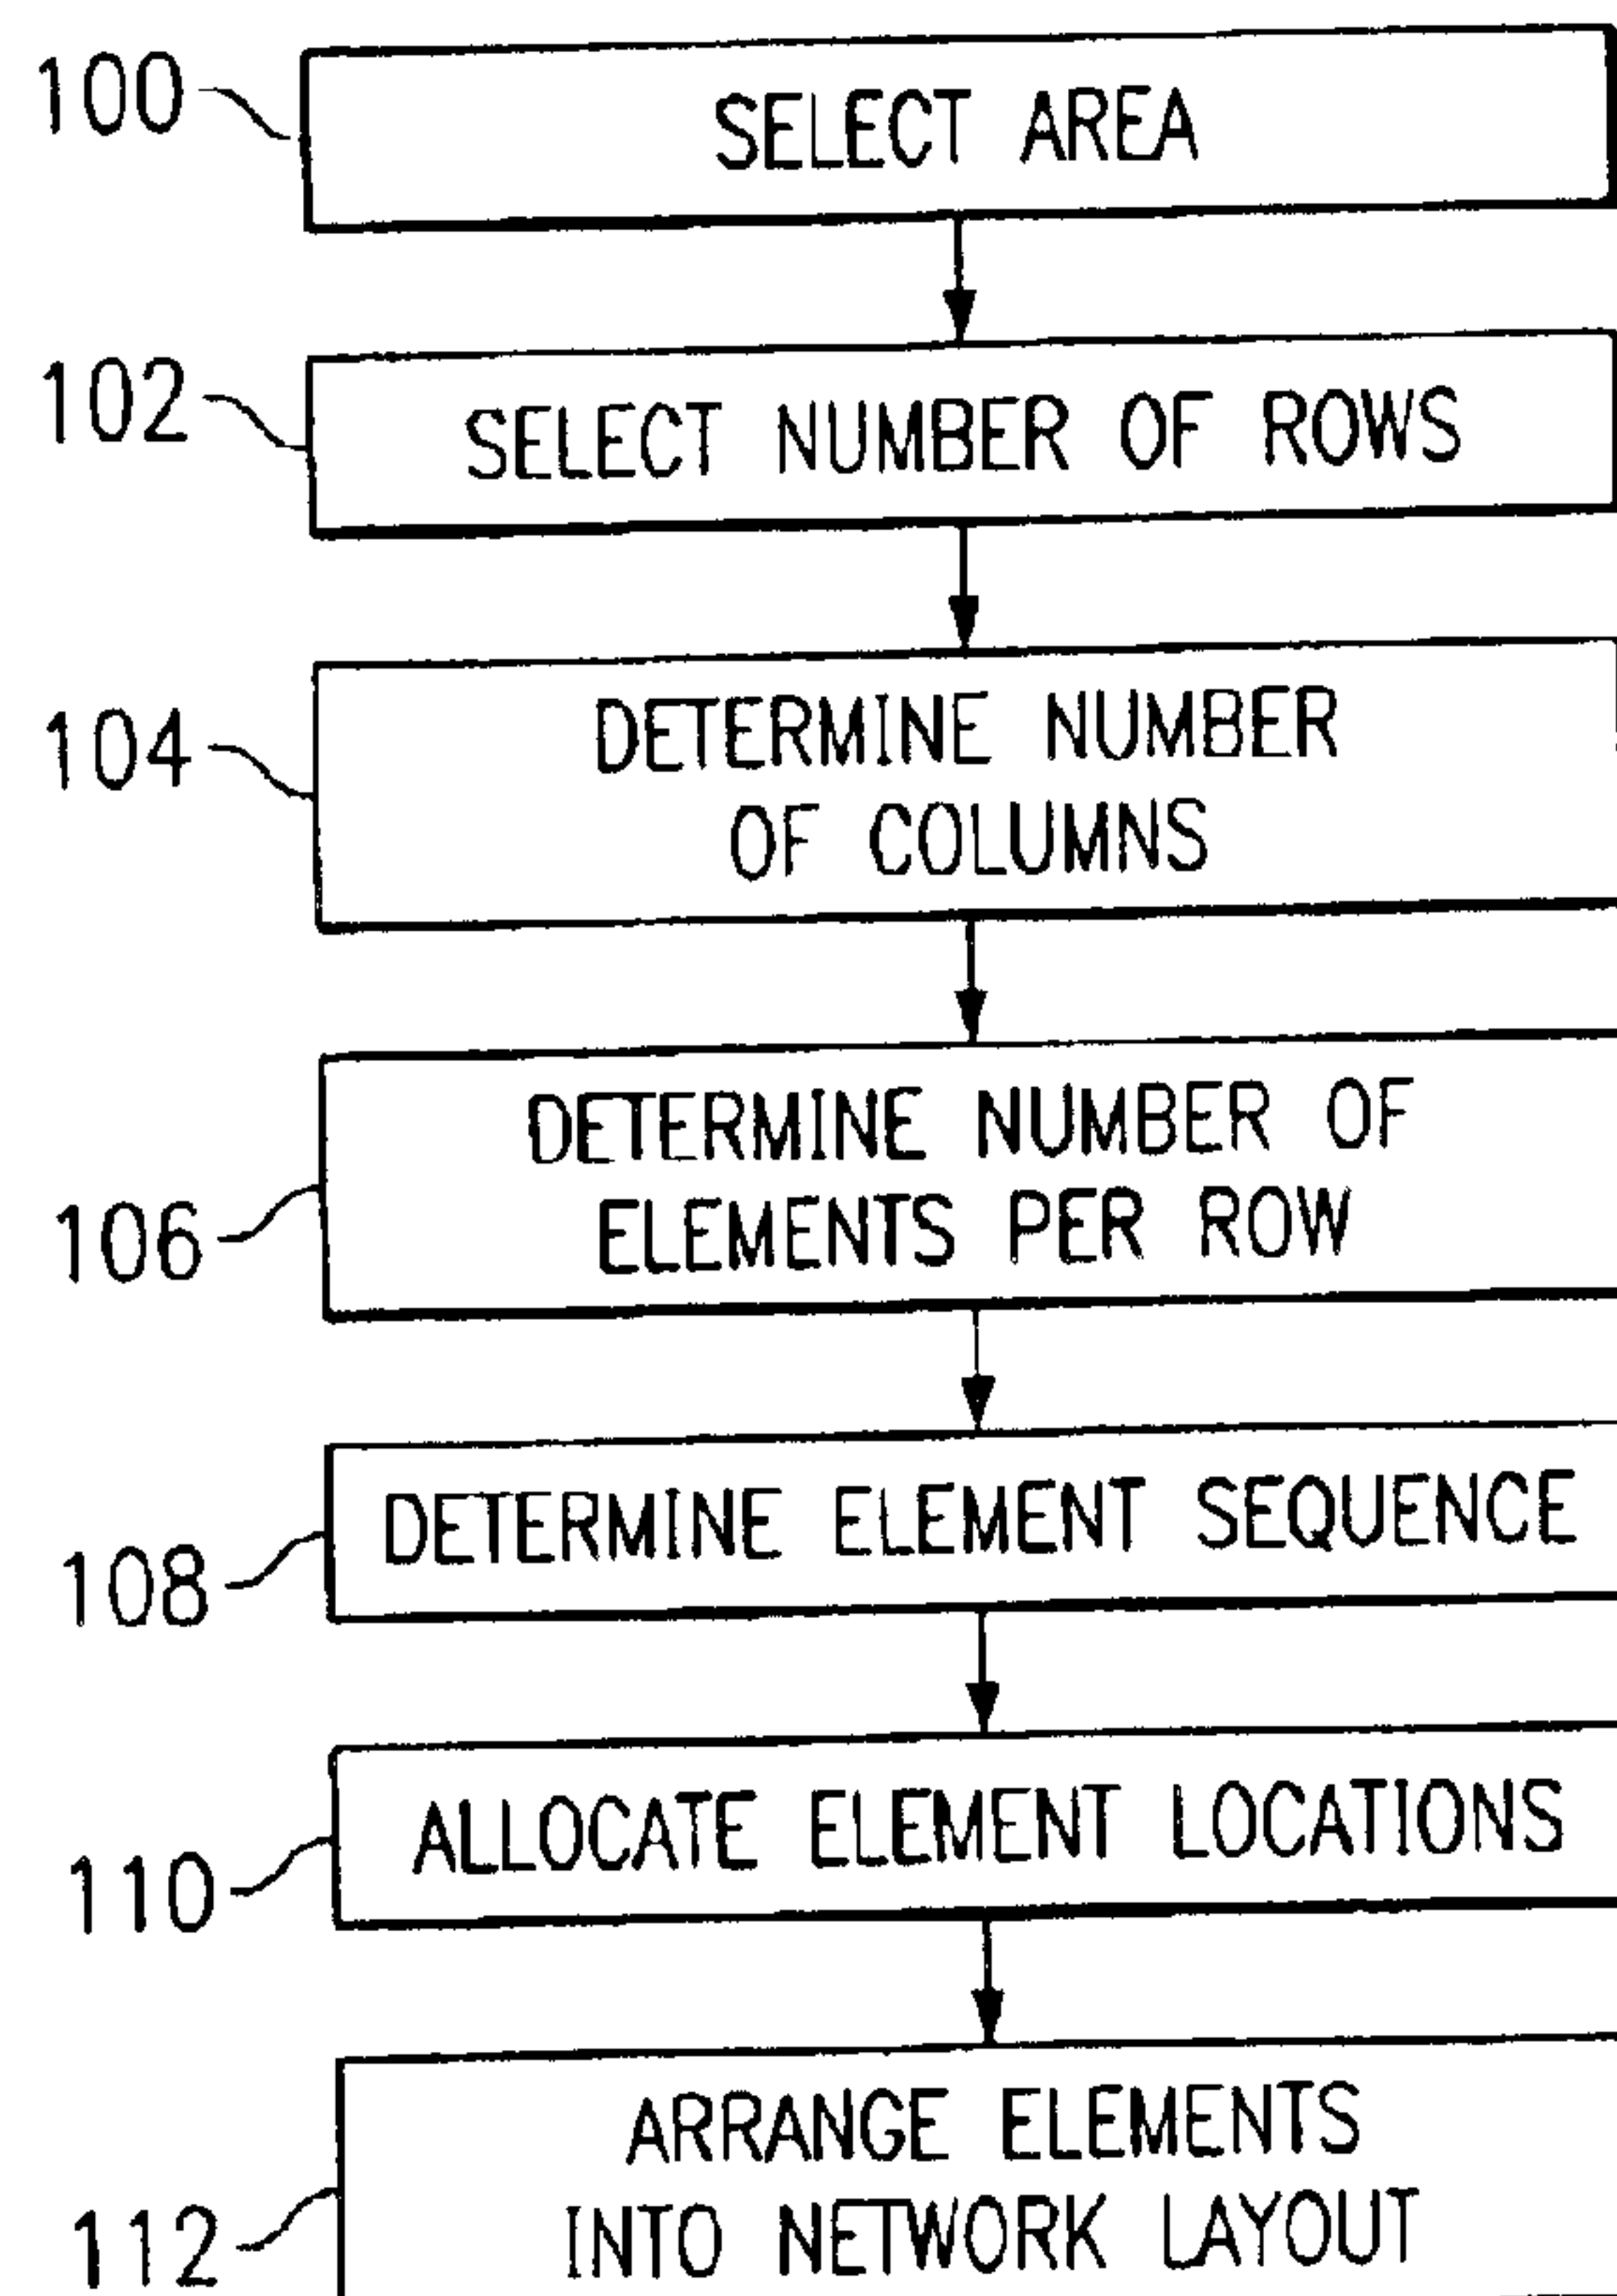 100
SELECT AREA
102
SELECT NUMBER OF ROWS
104
DETERMINE NUMBER
OF COLUMNS
106
DETERMINE NUMBER OF
ELEMENTS PER ROW
108
DETERMINE ELEMENT SEQUENCE
110
ALLOCATE ELEMENT LOCATIONS
112
ARRANGE ELEMENTS
INTO NETWORK LAYOUT